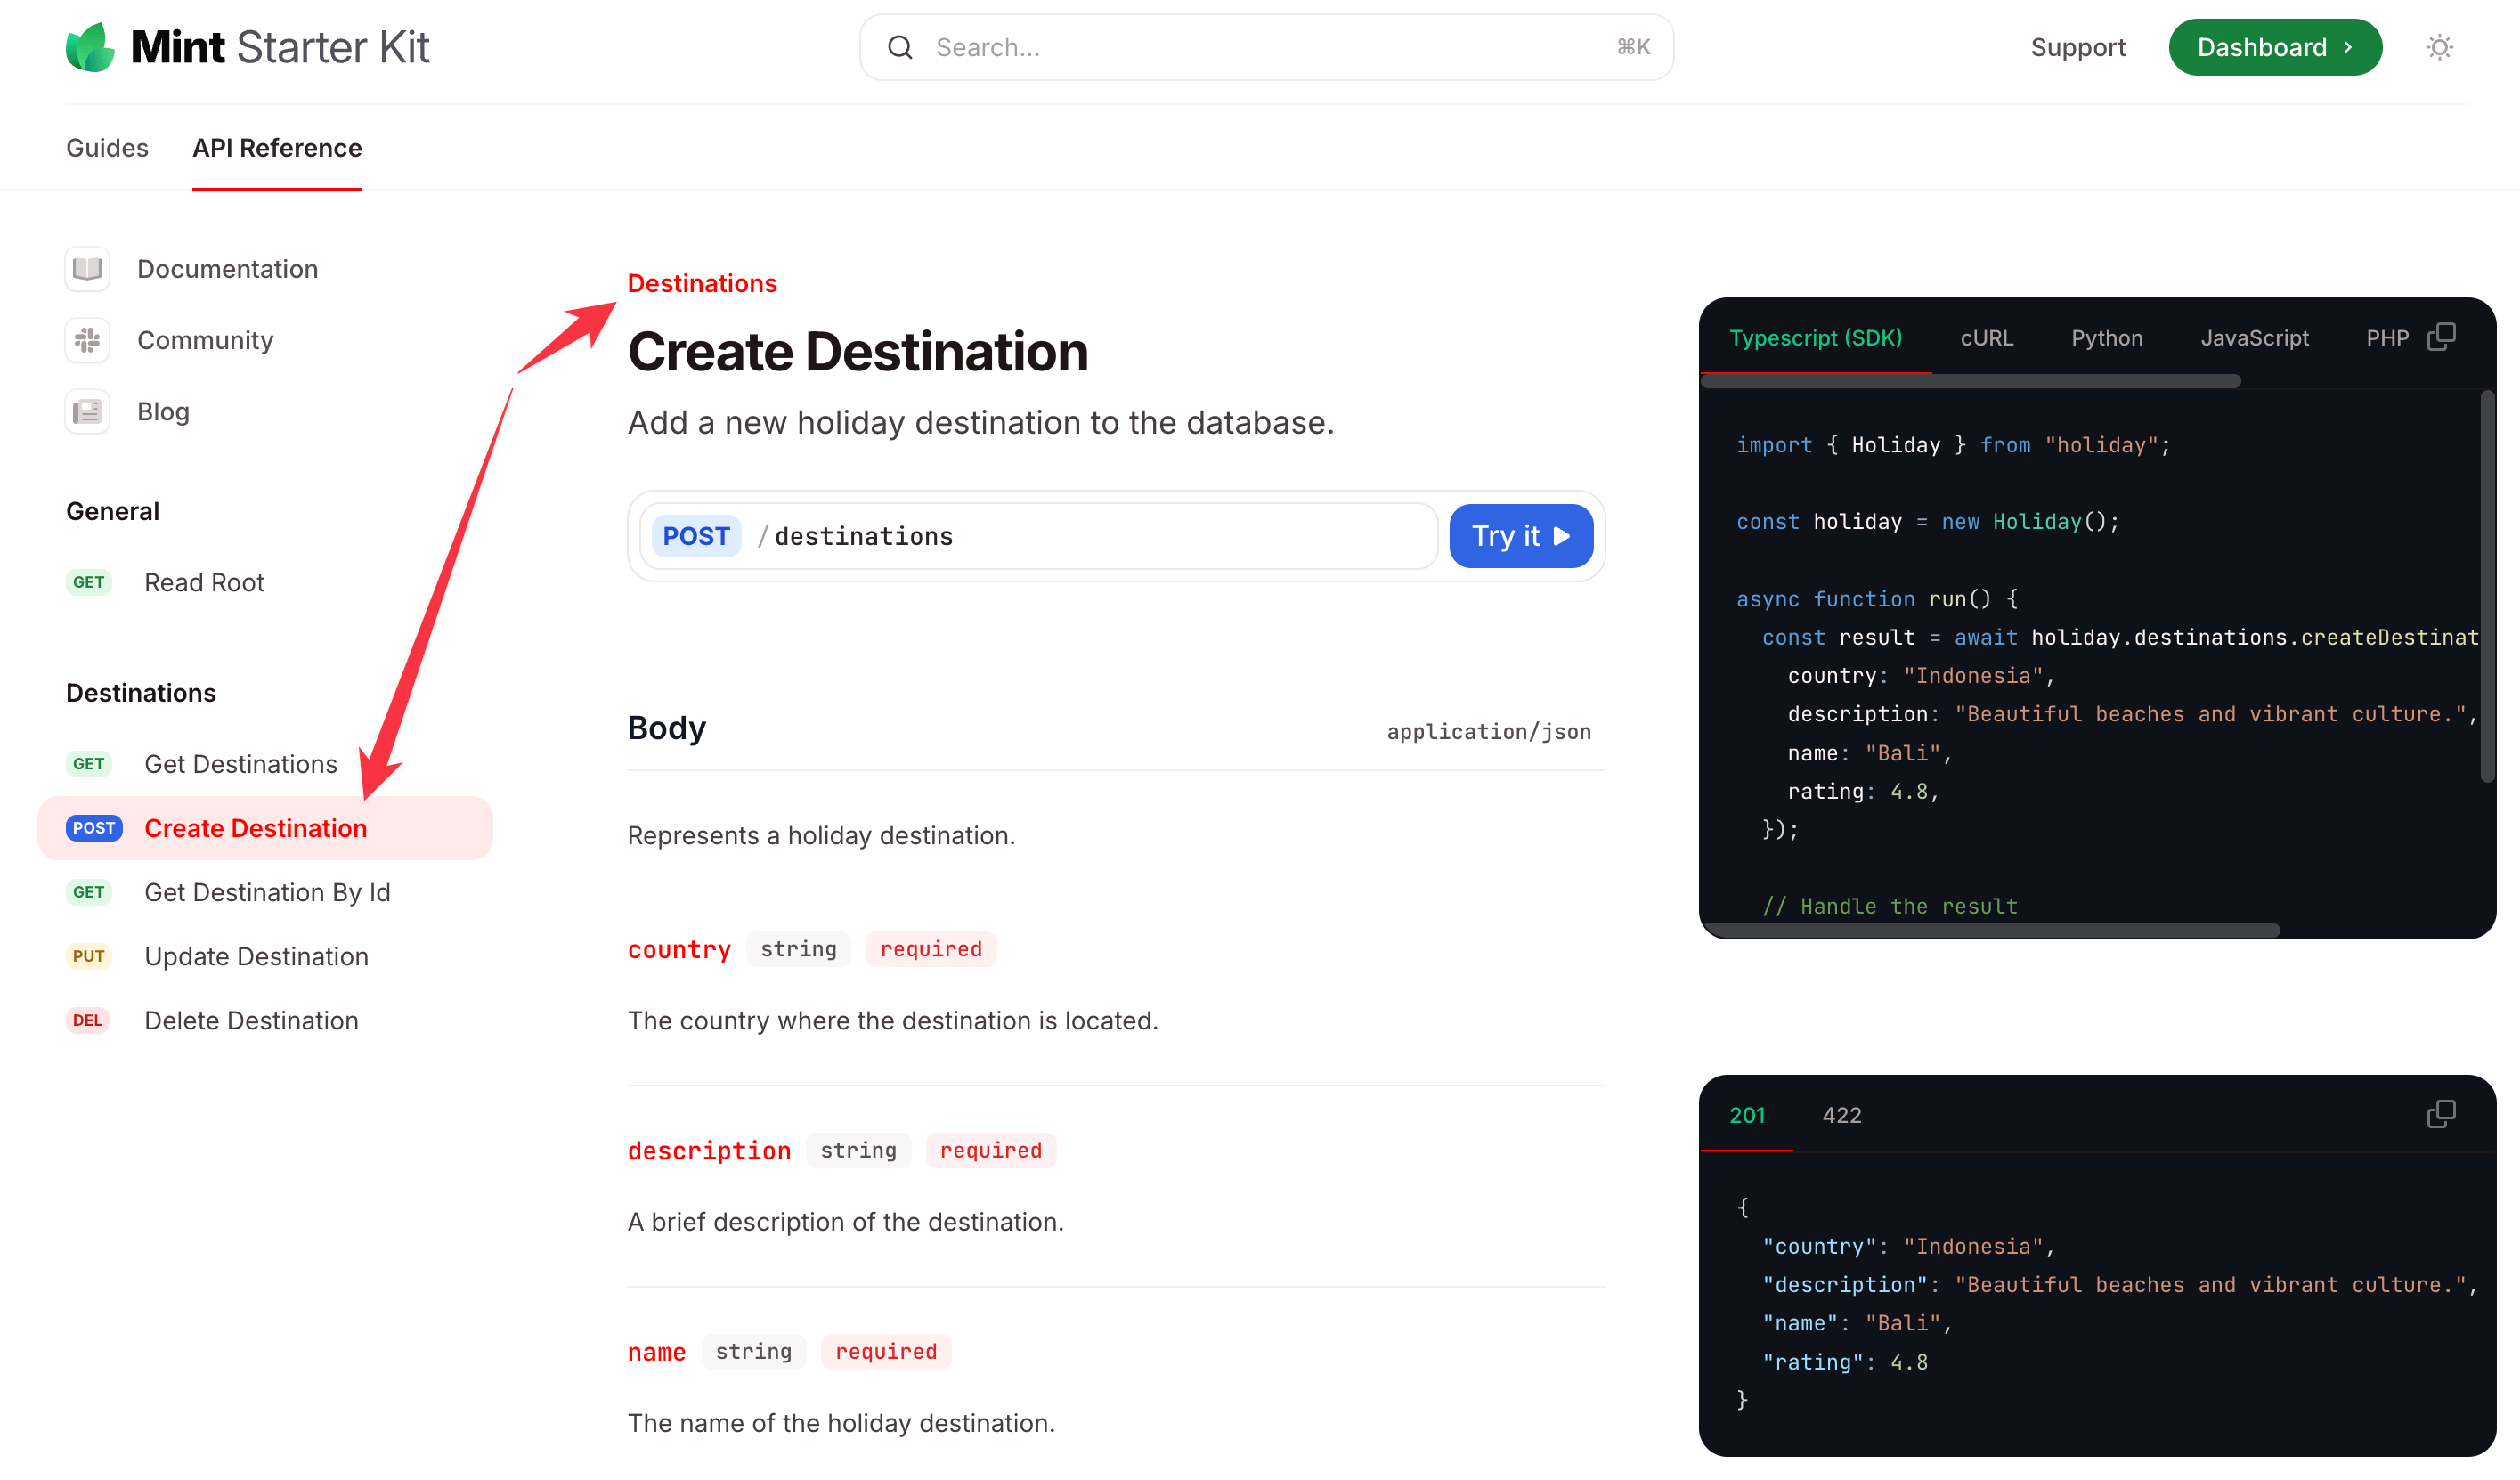 Mint Starter Kit
Search...
⌘K
Support
Dashboard
Guides
API Reference
Documentation
Community
Blog
General
GET Read Root
Destinations
GET Get Destinations
POST Create Destination
GET Get Destination By Id
PUT Update Destination
DEL Delete Destination
Destinations
Create Destination
Add a new holiday destination to the database.
POST /destinations
Try it
Body
application/json
Represents a holiday destination.
country string required
The country where the destination is located.
description string required
A brief description of the destination.
name string required
The name of the holiday destination.
Typescript (SDK) cURL Python JavaScript PHP
import { Holiday } from "holiday";
const holiday = new Holiday();
async function run() {
const result = await holiday.destinations.createDestinat
country: "Indonesia",
description: "Beautiful beaches and vibrant culture.",
name: "Bali",
rating: 4.8,
});
// Handle the result
201 422
{
"country": "Indonesia",
"description": "Beautiful beaches and vibrant culture.",
"name": "Bali",
"rating": 4.8
}